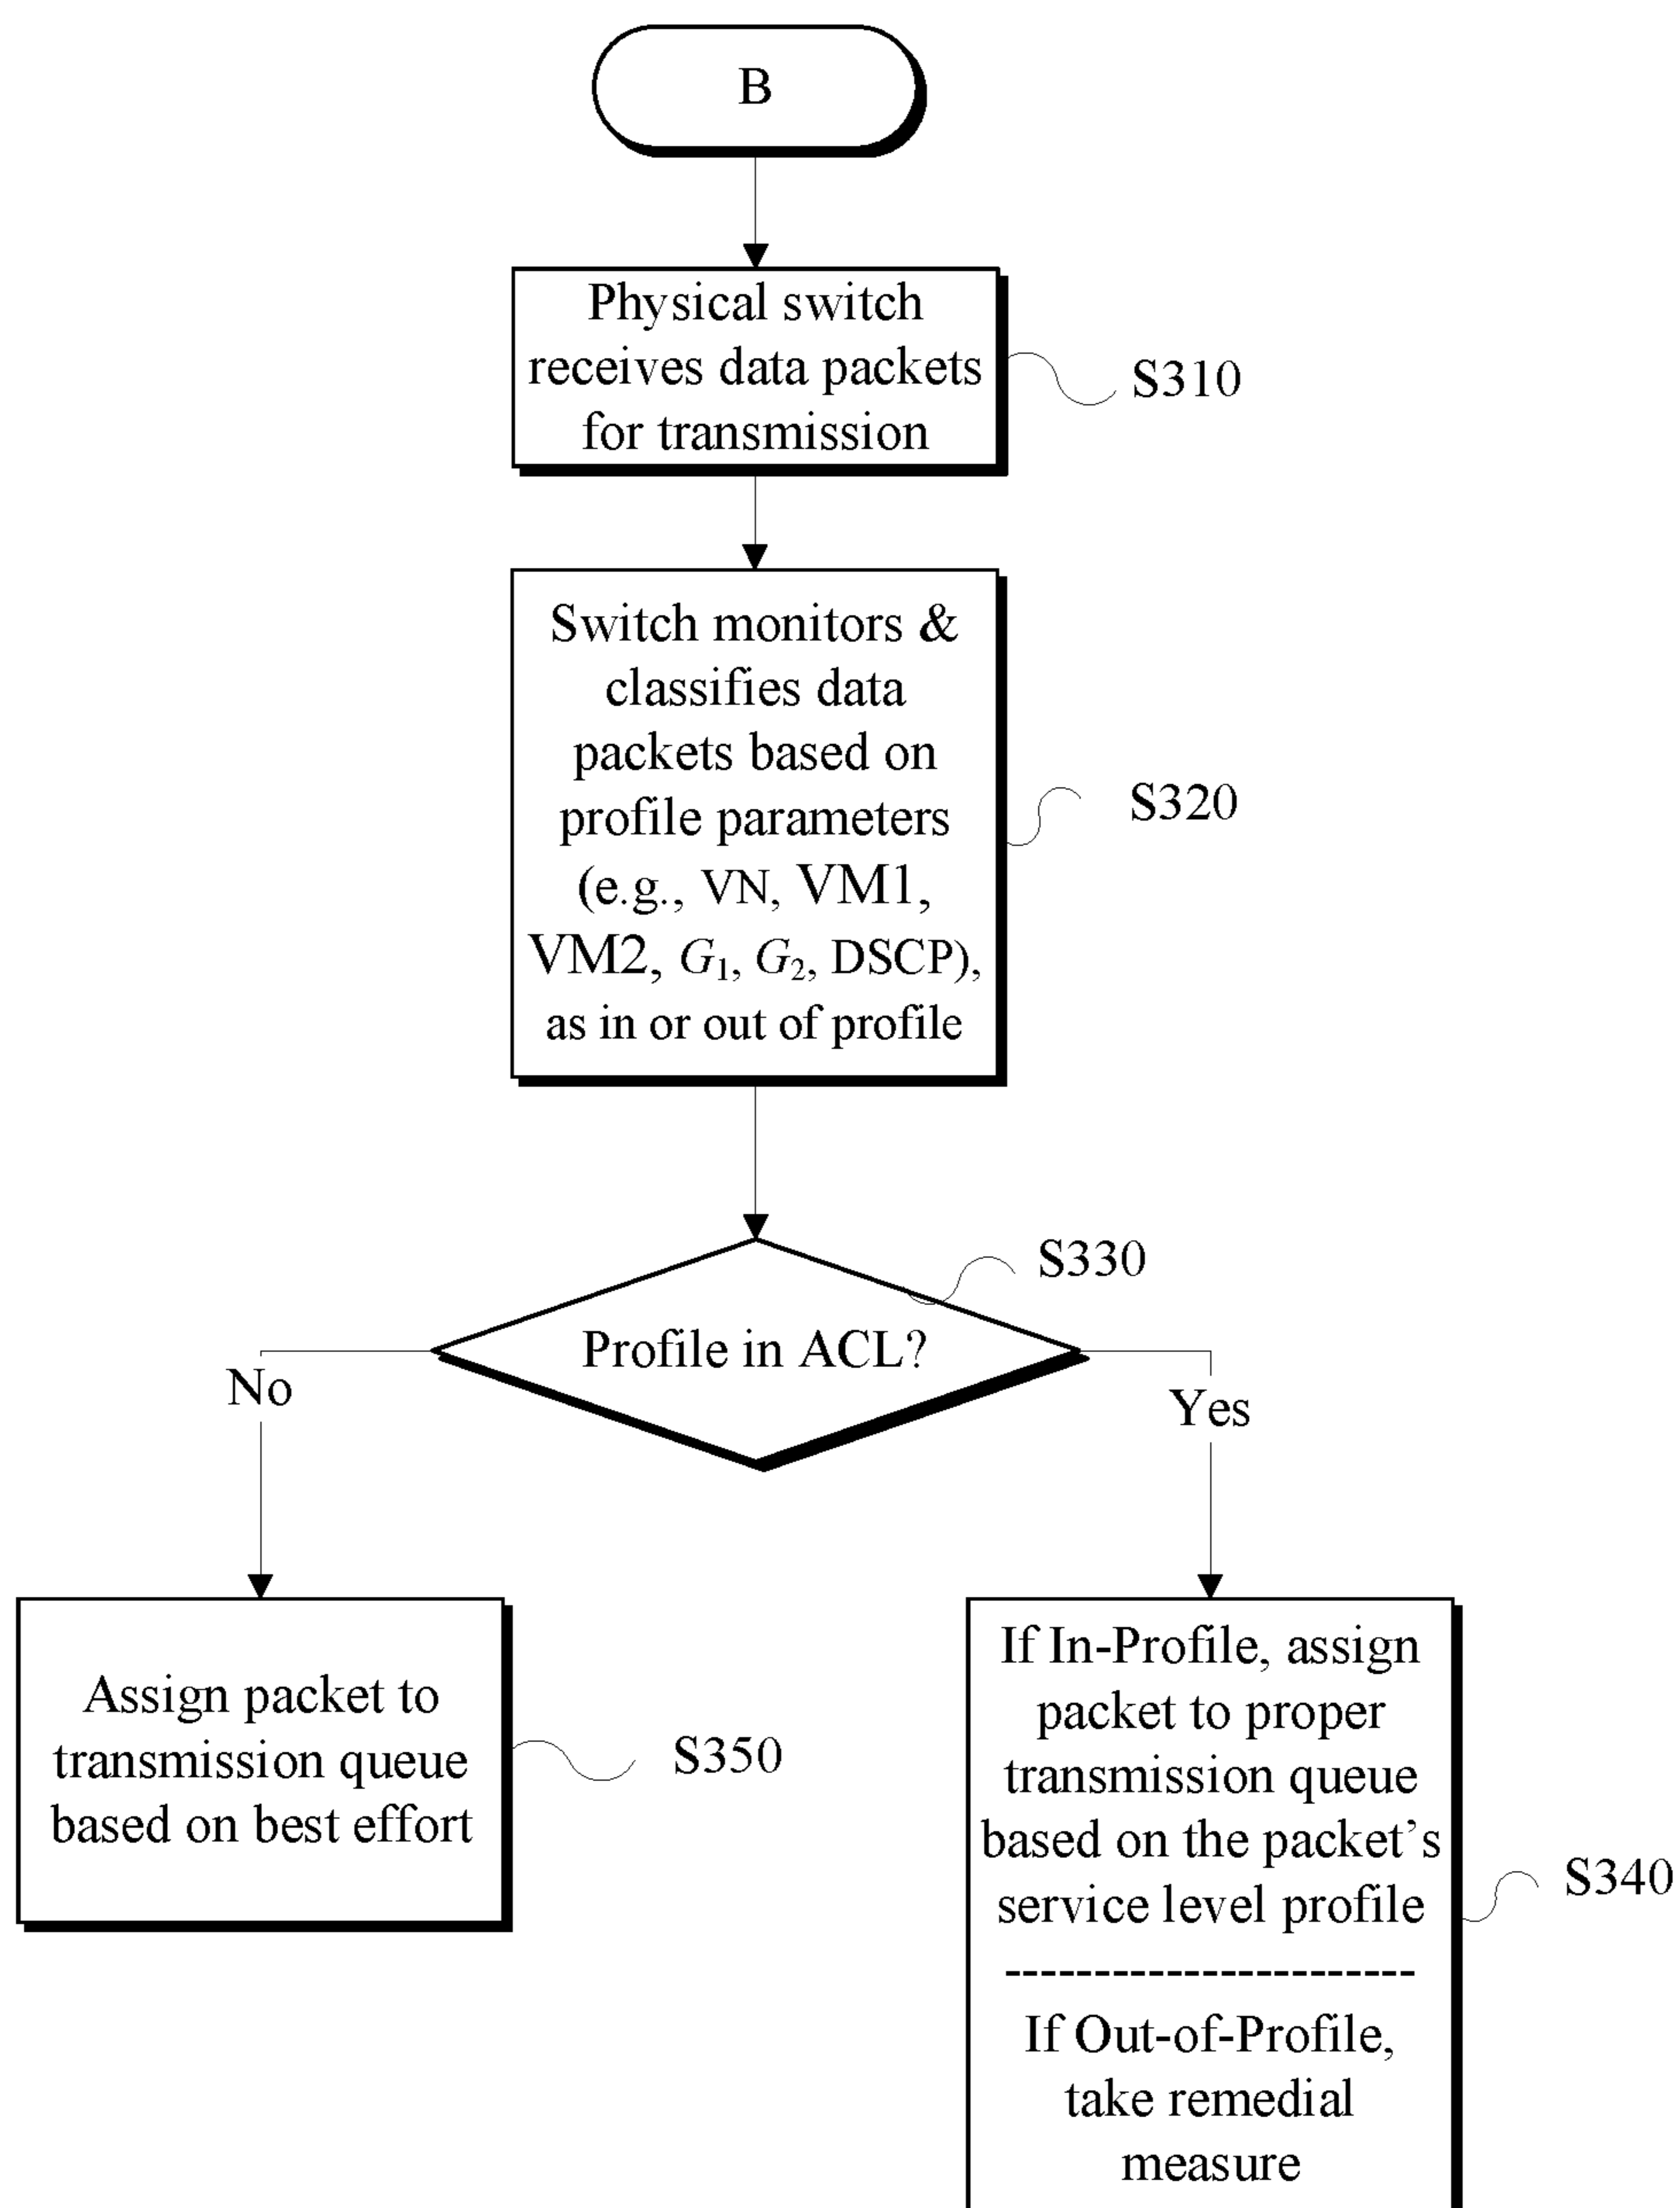 B
Physical switch
receives data packets
for transmission
S310
Switch monitors &
classifies data
packets based on
profile parameters
(e.g., VN, VM1,
VM2, G₁, G₂, DSCP),
as in or out of profile
S320
S330
Profile in ACL?
No
Yes
Assign packet to
transmission queue
based on best effort
S350
If In-Profile, assign
packet to proper
transmission queue
based on the packet’s
service level profile
------------------------
If Out-of-Profile,
take remedial
measure
S340